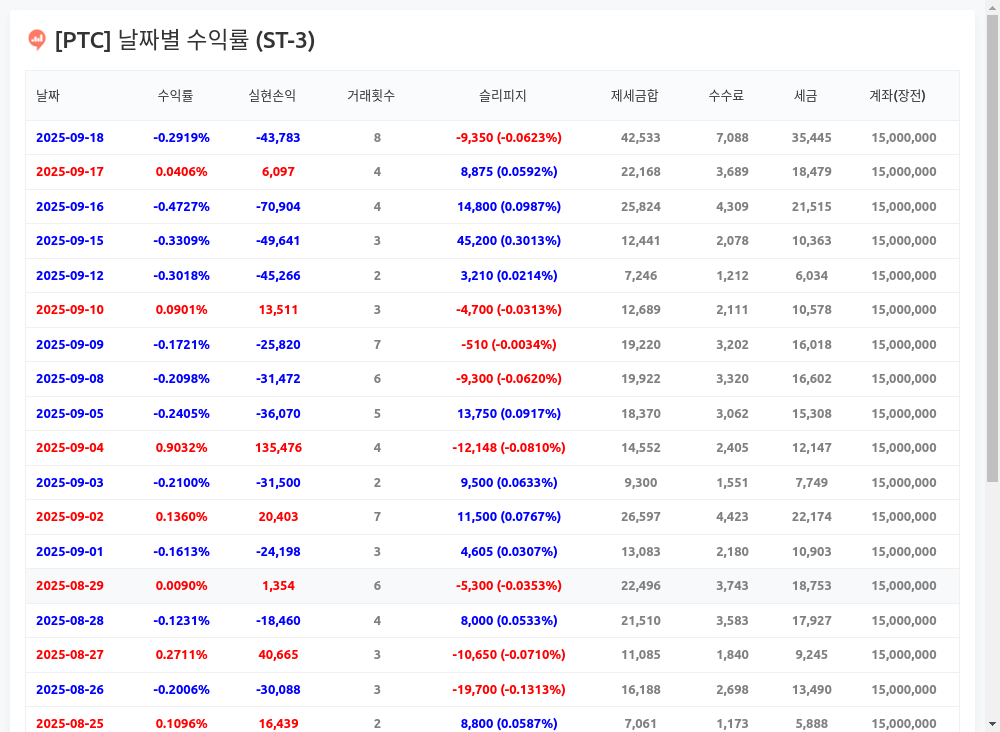 [PTC] 날짜별 수익률 (ST-3)
날짜 수익률 실현손익 거래횟수 슬리피지 제세금합 수수료 세금 계좌(장전)
2025-09-18 -0.2919% -43,783 8 -9,350 (-0.0623%) 42,533 7,088 35,445 15,000,000
2025-09-17 0.0406% 6,097 4 8,875 (0.0592%) 22,168 3,689 18,479 15,000,000
2025-09-16 -0.4727% -70,904 4 14,800 (0.0987%) 25,824 4,309 21,515 15,000,000
2025-09-15 -0.3309% -49,641 3 45,200 (0.3013%) 12,441 2,078 10,363 15,000,000
2025-09-12 -0.3018% -45,266 2 3,210 (0.0214%) 7,246 1,212 6,034 15,000,000
2025-09-10 0.0901% 13,511 3 -4,700 (-0.0313%) 12,689 2,111 10,578 15,000,000
2025-09-09 -0.1721% -25,820 7 -510 (-0.0034%) 19,220 3,202 16,018 15,000,000
2025-09-08 -0.2098% -31,472 6 -9,300 (-0.0620%) 19,922 3,320 16,602 15,000,000
2025-09-05 -0.2405% -36,070 5 13,750 (0.0917%) 18,370 3,062 15,308 15,000,000
2025-09-04 0.9032% 135,476 4 -12,148 (-0.0810%) 14,552 2,405 12,147 15,000,000
2025-09-03 -0.2100% -31,500 2 9,500 (0.0633%) 9,300 1,551 7,749 15,000,000
2025-09-02 0.1360% 20,403 7 11,500 (0.0767%) 26,597 4,423 22,174 15,000,000
2025-09-01 -0.1613% -24,198 3 4,605 (0.0307%) 13,083 2,180 10,903 15,000,000
2025-08-29 0.0090% 1,354 6 -5,300 (-0.0353%) 22,496 3,743 18,753 15,000,000
2025-08-28 -0.1231% -18,460 4 8,000 (0.0533%) 21,510 3,583 17,927 15,000,000
2025-08-27 0.2711% 40,665 3 -10,650 (-0.0710%) 11,085 1,840 9,245 15,000,000
2025-08-26 -0.2006% -30,088 3 -19,700 (-0.1313%) 16,188 2,698 13,490 15,000,000
2025-08-25 0.1096% 16,439 2 8,800 (0.0587%) 7,061 1,173 5,888 15,000,000